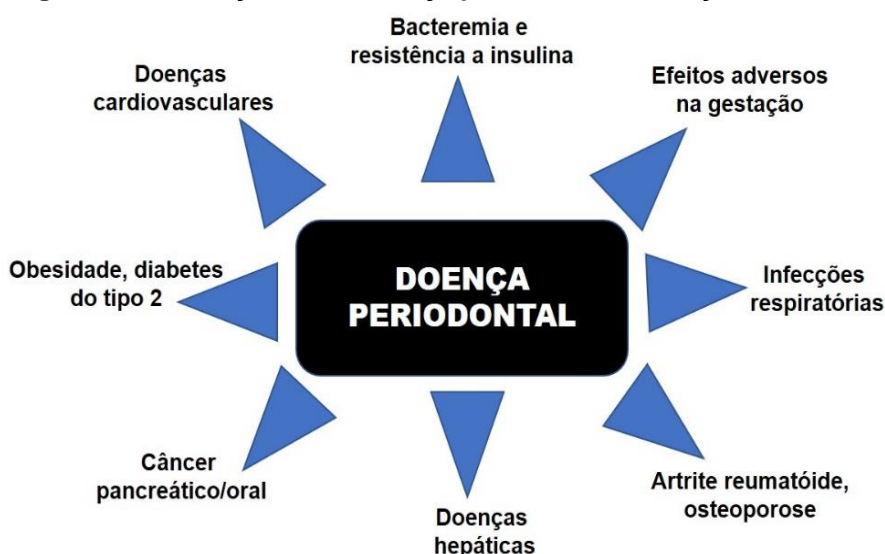 Bacteremia e
resistência a insulina
Doenças
cardiovasculares
Efeitos adversos
na gestação
Obesidade, diabetes
do tipo 2
DOENÇA
PERIODONTAL
Infecções
respiratórias
Câncer
pancreático/oral
Artrite reumatóide,
osteoporose
Doenças
hepáticas